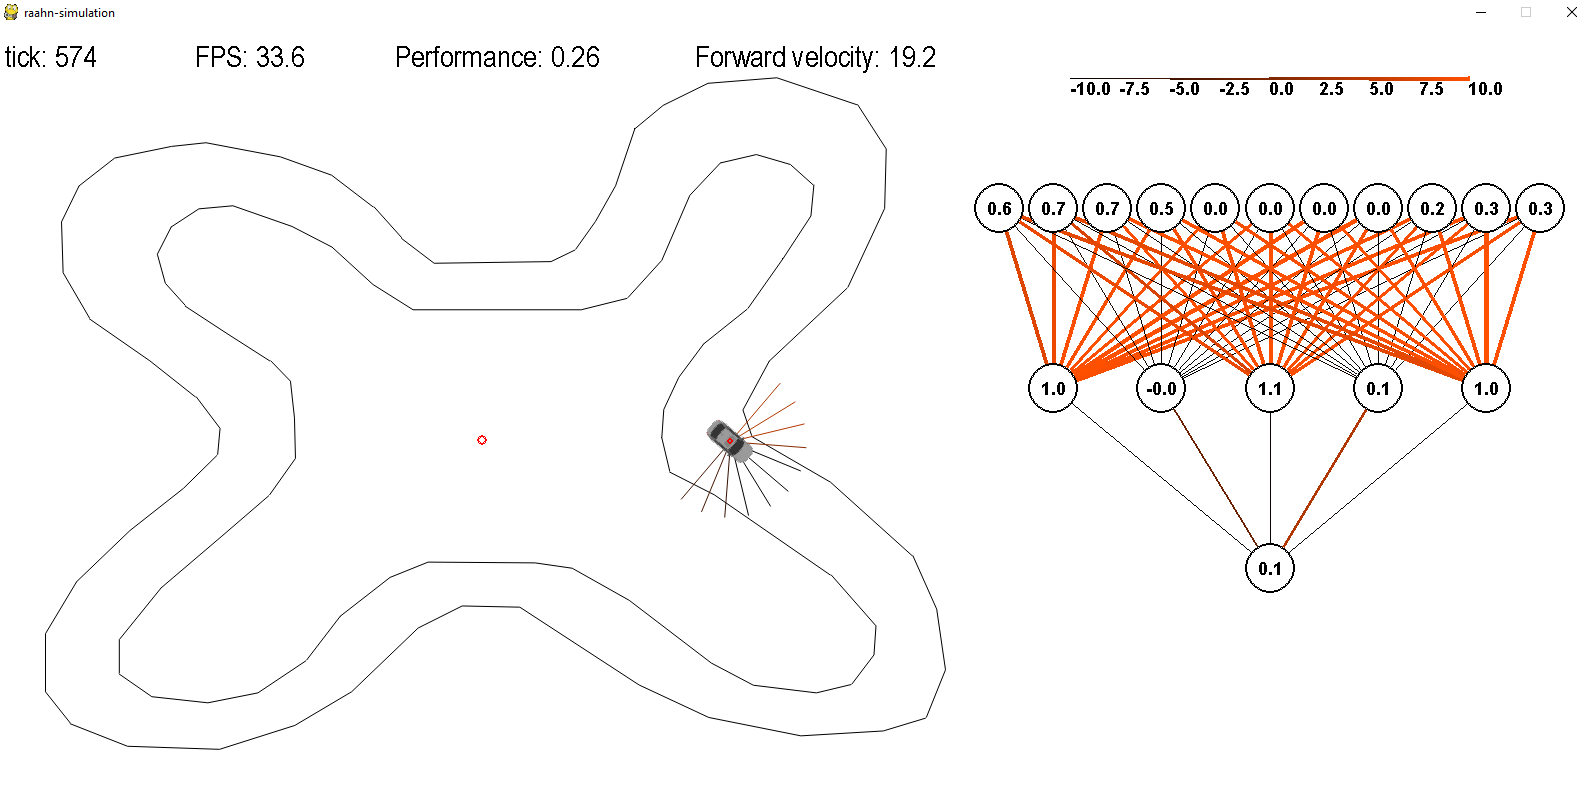 raahn-simulation
tick: 574 FPS: 33.6 Performance: 0.26 Forward velocity: 19.2
-10.0 -7.5 -5.0 -2.5 0.0 2.5 5.0 7.5 10.0
0.6 0.7 0.7 0.5 0.0 0.0 0.0 0.0 0.2 0.3 0.3
1.0 -0.0 1.1 0.1 1.0
0.1